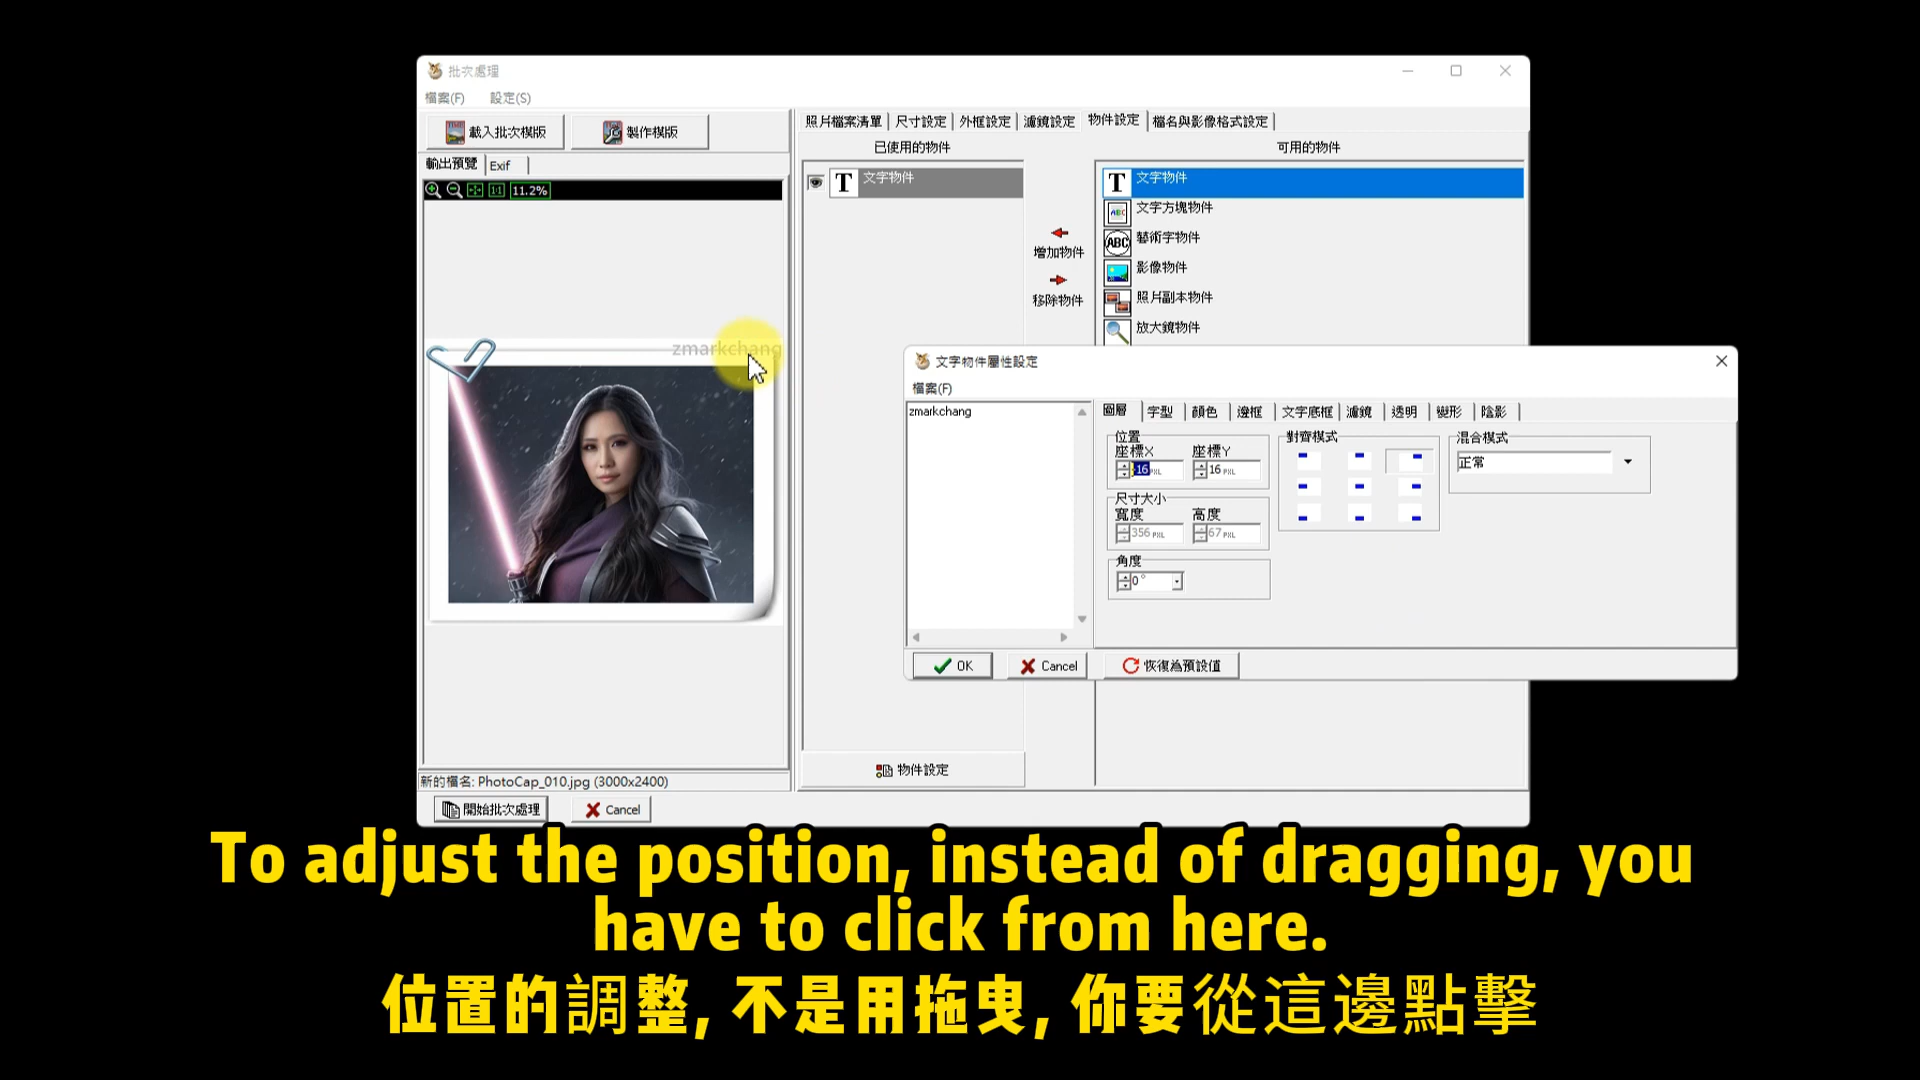 批次處理
檔案(F) 設定(S)
載入批次模版 製作模版
照片檔案清單 尺寸設定 外框設定 濾鏡設定 物件設定 檔名與影像格式設定
輸出預覽 Exif
已使用的物件 可用的物件
11.2%
T 文字物件
T 文字物件
ABC 文字方塊物件
ABC 藝術字物件
增加物件
影像物件
移除物件
照片副本物件
放大鏡物件
zmarkchang
文字物件屬性設定
檔案(F)
zmarkchang
圖層 字型 顏色 邊框 文字底框 濾鏡 透明 變形 陰影
位置
座標X 座標Y
-16 PXL 16 PXL
對齊模式
混合模式
正常
尺寸大小
寬度 高度
356 PXL 67 PXL
角度
0°
OK Cancel 恢復為預設值
物件設定
新的檔名: PhotoCap_010.jpg (3000x2400)
開始批次處理 Cancel
To adjust the position, instead of dragging, you
have to click from here.
位置的調整, 不是用拖曳, 你要從這邊點擊